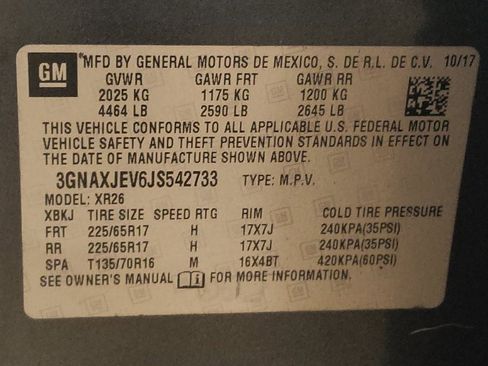 GM
MFD BY GENERAL MOTORS DE MEXICO, S. DE R.L. DE C.V. 10/17
GVWR GAWR FRT GAWR RR
2025 KG 1175 KG 1200 KG
4464 LB 2590 LB 2645 LB
THIS VEHICLE CONFORMS TO ALL APPLICABLE U.S. FEDERAL MOTOR
VEHICLE SAFETY AND THEFT PREVENTION STANDARDS IN EFFECT ON
THE DATE OF MANUFACTURE SHOWN ABOVE.
3GNAXJEV6JS542733 TYPE: M.P.V.
MODEL: XR26
XBKJ TIRE SIZE SPEED RTG RIM COLD TIRE PRESSURE
FRT 225/65R17 H 17X7J 240KPA(35PSI)
RR 225/65R17 H 17X7J 240KPA(35PSI)
SPA T135/70R16 M 16X4BT 420KPA(60PSI)
SEE OWNER'S MANUAL FOR MORE INFORMATION.